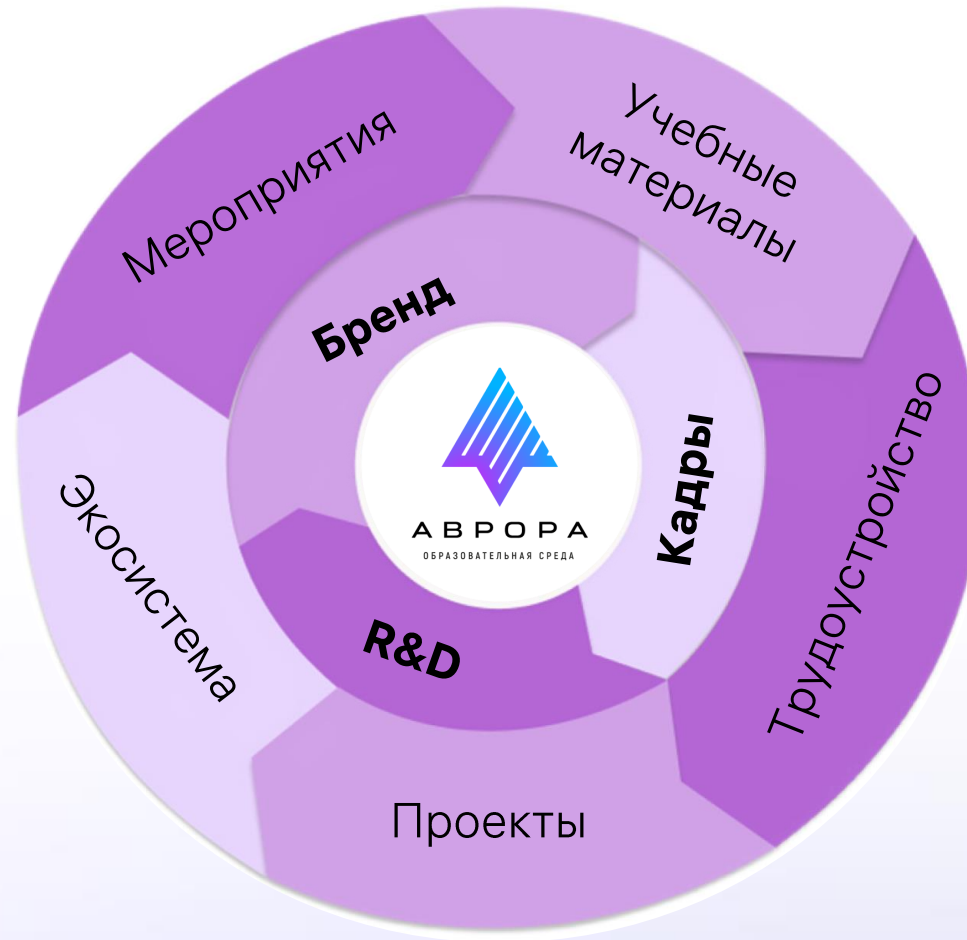 Мероприятия
Учебные
материалы
Трудоустройство
Проекты
Экосистема
Бренд
Кадры
R&D
АВРОРА
ОБРАЗОВАТЕЛЬНАЯ СРЕДА